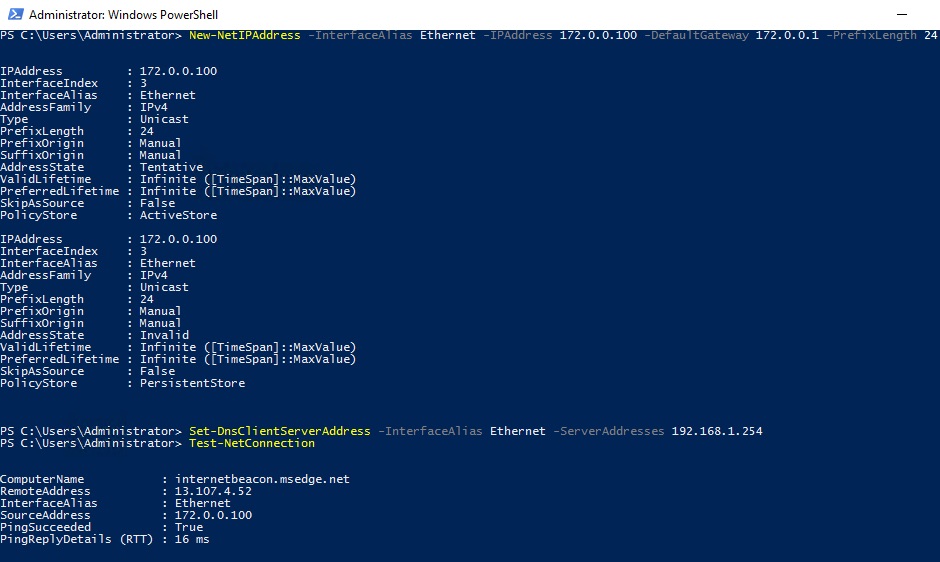 Administrator: Windows PowerShell
PS C:\Users\Administrator> New-NetIPAddress -InterfaceAlias Ethernet -IPAddress 172.0.0.100 -DefaultGateway 172.0.0.1 -PrefixLength 24
IPAddress : 172.0.0.100
InterfaceIndex : 3
InterfaceAlias : Ethernet
AddressFamily : IPv4
Type : Unicast
PrefixLength : 24
PrefixOrigin : Manual
SuffixOrigin : Manual
AddressState : Tentative
ValidLifetime : Infinite ([TimeSpan]::MaxValue)
PreferredLifetime : Infinite ([TimeSpan]::MaxValue)
SkipAsSource : False
PolicyStore : ActiveStore
IPAddress : 172.0.0.100
InterfaceIndex : 3
InterfaceAlias : Ethernet
AddressFamily : IPv4
Type : Unicast
PrefixLength : 24
PrefixOrigin : Manual
SuffixOrigin : Manual
AddressState : Invalid
ValidLifetime : Infinite ([TimeSpan]::MaxValue)
PreferredLifetime : Infinite ([TimeSpan]::MaxValue)
SkipAsSource : False
PolicyStore : PersistentStore
PS C:\Users\Administrator> Set-DnsClientServerAddress -InterfaceAlias Ethernet -ServerAddresses 192.168.1.254
PS C:\Users\Administrator> Test-NetConnection
ComputerName : internetbeacon.msedge.net
RemoteAddress : 13.107.4.52
InterfaceAlias : Ethernet
SourceAddress : 172.0.0.100
PingSucceeded : True
PingReplyDetails (RTT) : 16 ms